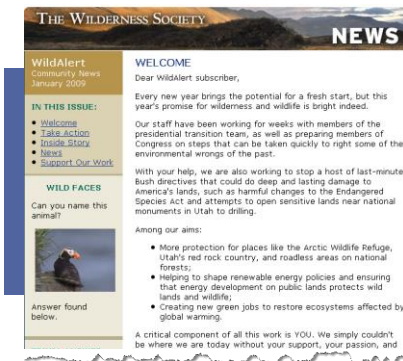 THE WILDERNESS SOCIETY
NEWS
WildAlert
Community News
January 2009
IN THIS ISSUE:
Welcome
Take Action
Inside Story
News
Support Our Work
WILD FACES
Can you name this
animal?
Answer found
below.
WELCOME
Dear WildAlert subscriber,
Every new year brings the potential for a fresh start, but this
year's promise for wilderness and wildlife is bright indeed.
Our staff have been working for weeks with members of the
presidential transition team, as well as preparing members of
Congress on steps that can be taken quickly to right some of the
environmental wrongs of the past.
With your help, we are also working to stop a host of last-minute
Bush directives that could do deep and lasting damage to
America's lands, such as harmful changes to the Endangered
Species Act and attempts to open sensitive lands near national
monuments in Utah to drilling.
Among our aims:
More protection for places like the Arctic Wildlife Refuge,
Utah's red rock country, and roadless areas on national
forests;
Helping to shape renewable energy policies and ensuring
that energy development on public lands protects wild
lands and wildlife;
Creating new green jobs to restore ecosystems affected by
global warming.
A critical component of all this work is YOU. We simply couldn't
be where we are today without your support, your passion, and